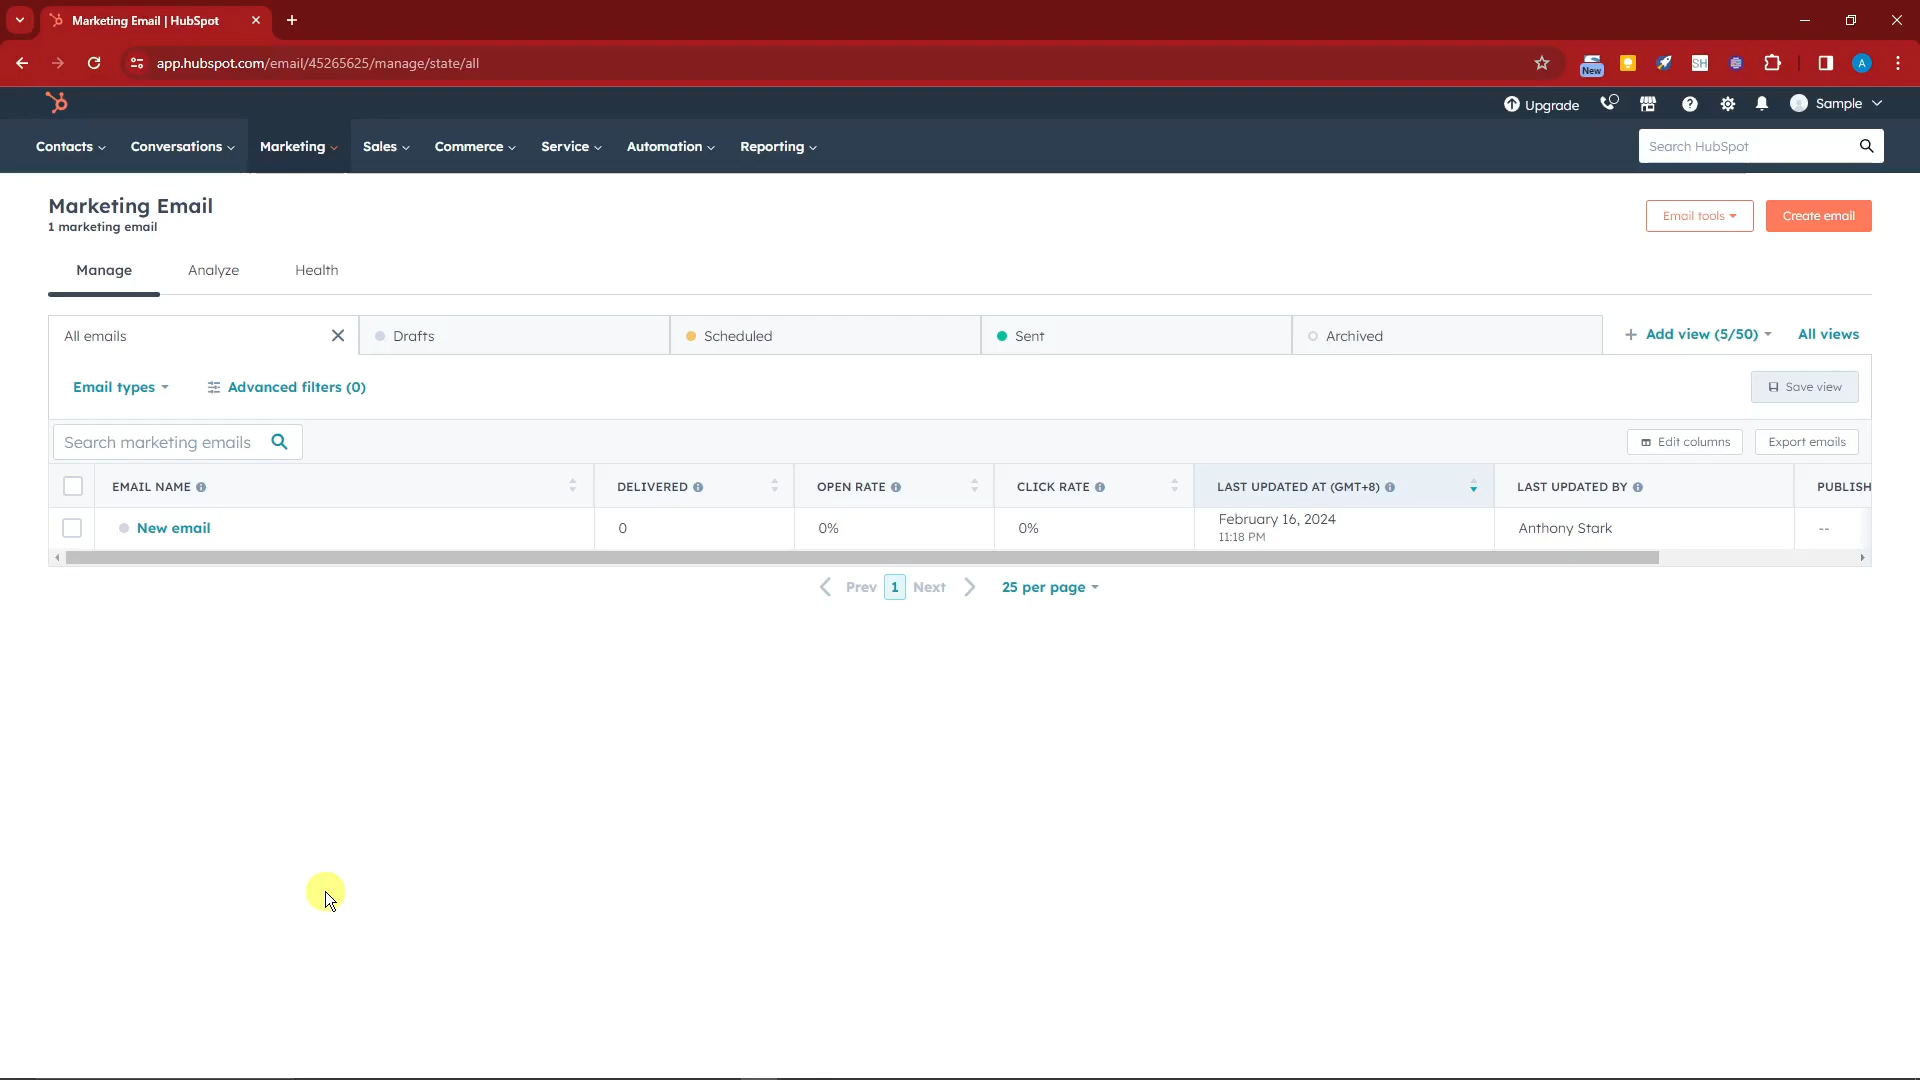 Marketing Email | HubSpot
app.hubspot.com/email/45265625/manage/state/all
New
SH
A
Upgrade
Sample
Contacts
Conversations
Marketing
Sales
Commerce
Service
Automation
Reporting
Search HubSpot
Marketing Email
1 marketing email
Email tools
Create email
Manage
Analyze
Health
All emails
Drafts
Scheduled
Sent
Archived
+ Add view (5/50)
All views
Email types
Advanced filters (0)
Save view
Search marketing emails
Edit columns
Export emails
EMAIL NAME
DELIVERED
OPEN RATE
CLICK RATE
LAST UPDATED AT (GMT+8)
LAST UPDATED BY
PUBLISH
New email
0
0%
0%
February 16, 2024
11:18 PM
Anthony Stark
--
Prev
1
Next
25 per page